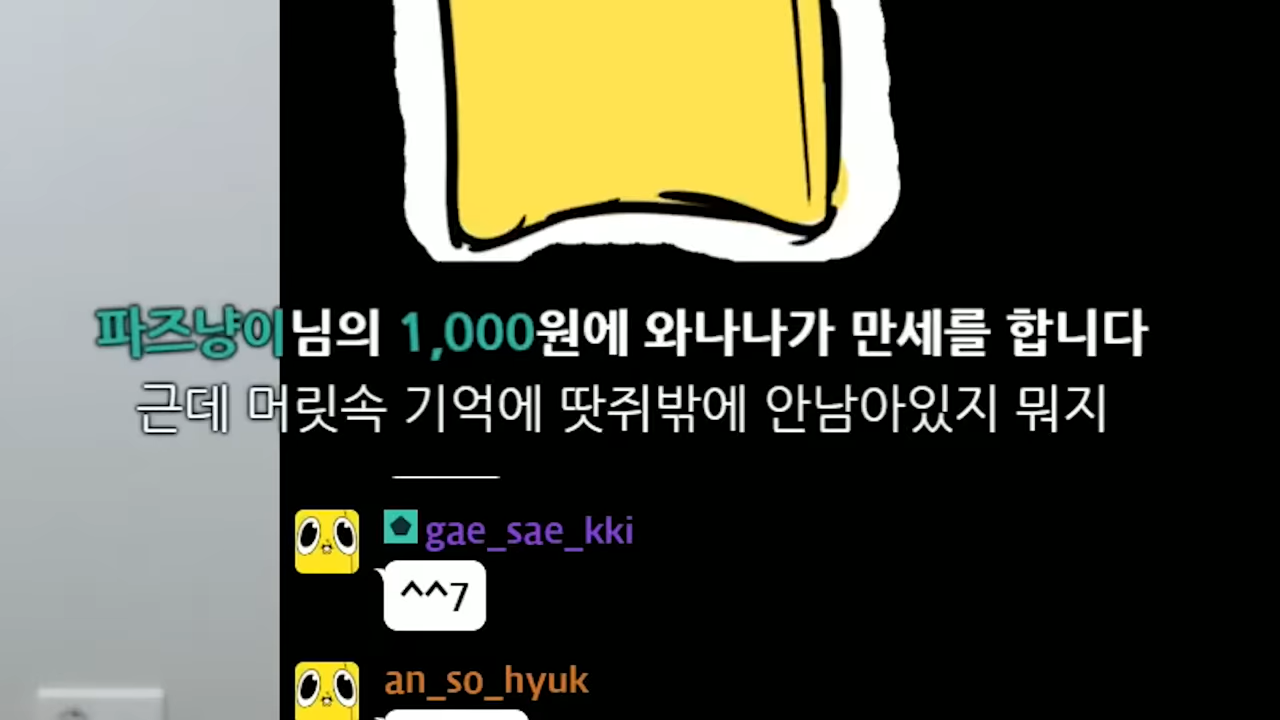 파즈냥이님의 1,000원에 와나나가 만세를 합니다
근데 머릿속 기억에 땃쥐밖에 안남아있지 뭐지
gae_sae_kki
^^7
an_so_hyuk